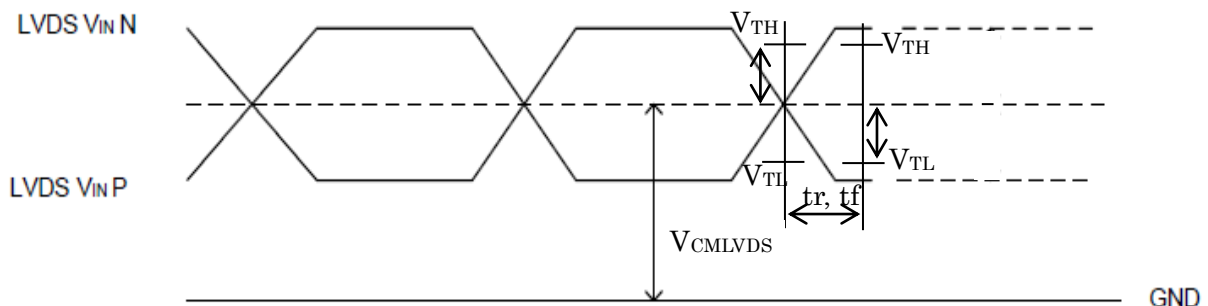 LVDS VIN N
VTH
VTH
LVDS VIN P
VTL
VTL
tr, tf
VCMLVDS
GND